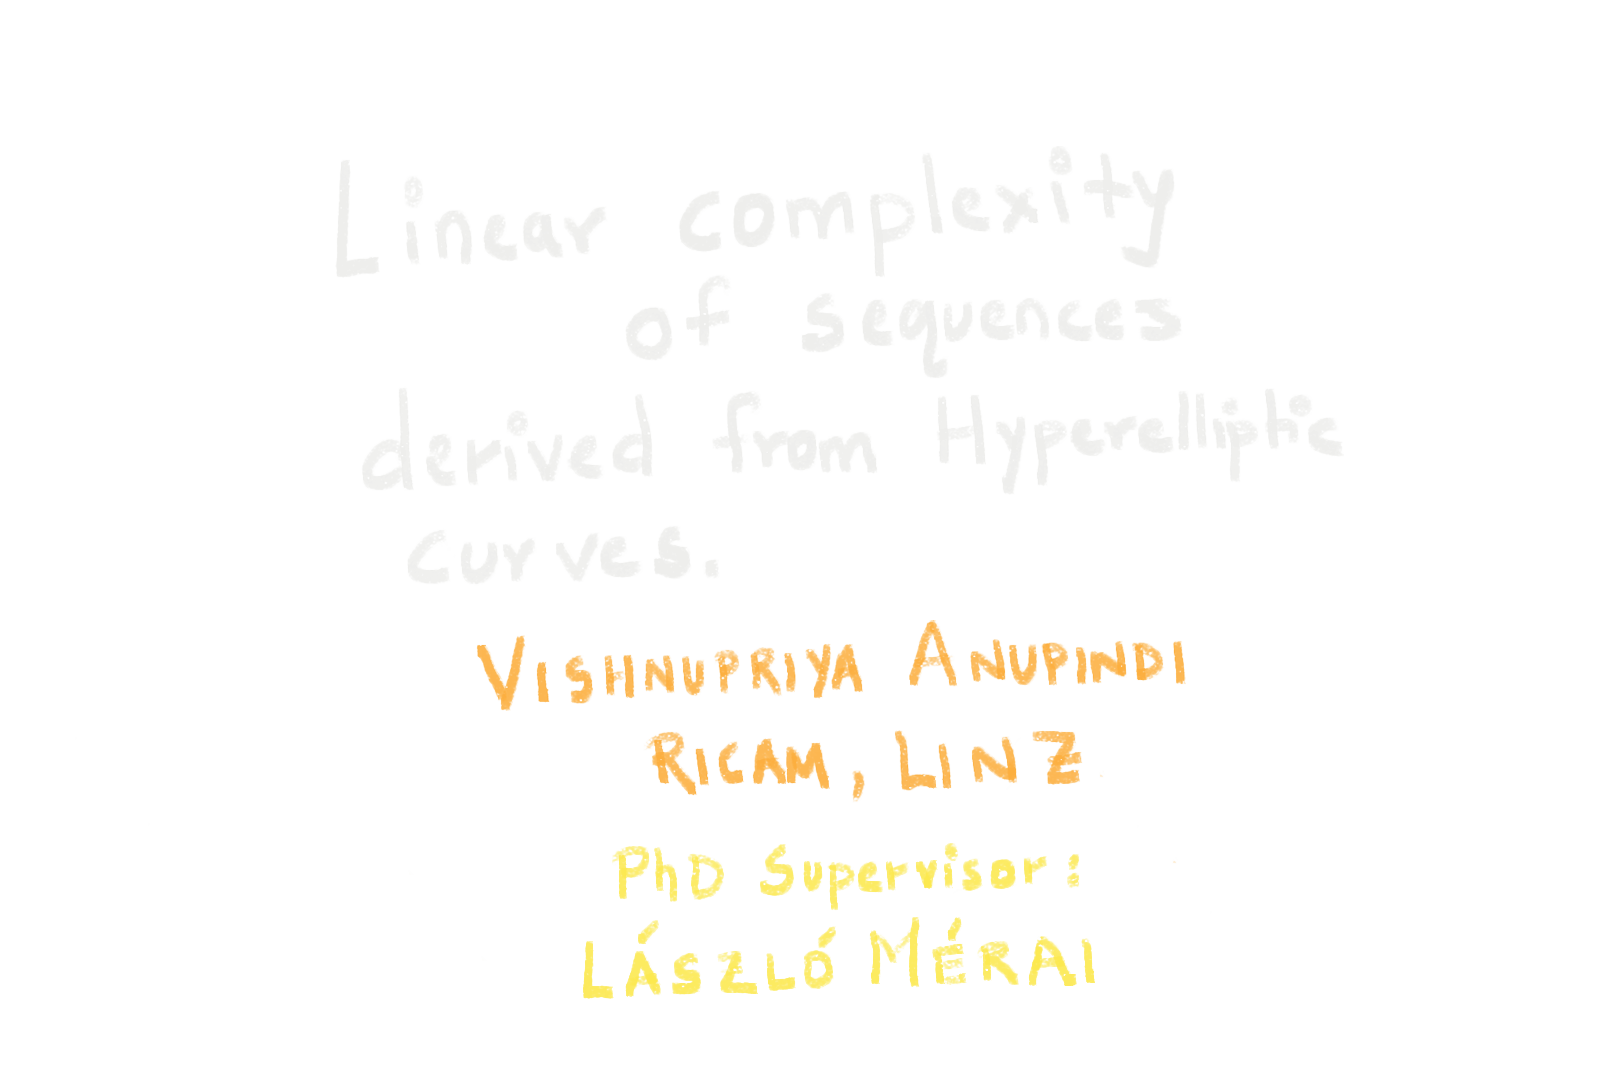 Linear complexity
of sequences
derived from Hyperelliptic
curves.
VISHNUPRIYA ANUPINDI
RICAM, LINZ
PhD Supervisor:
LÁSZLÓ MÉRAI